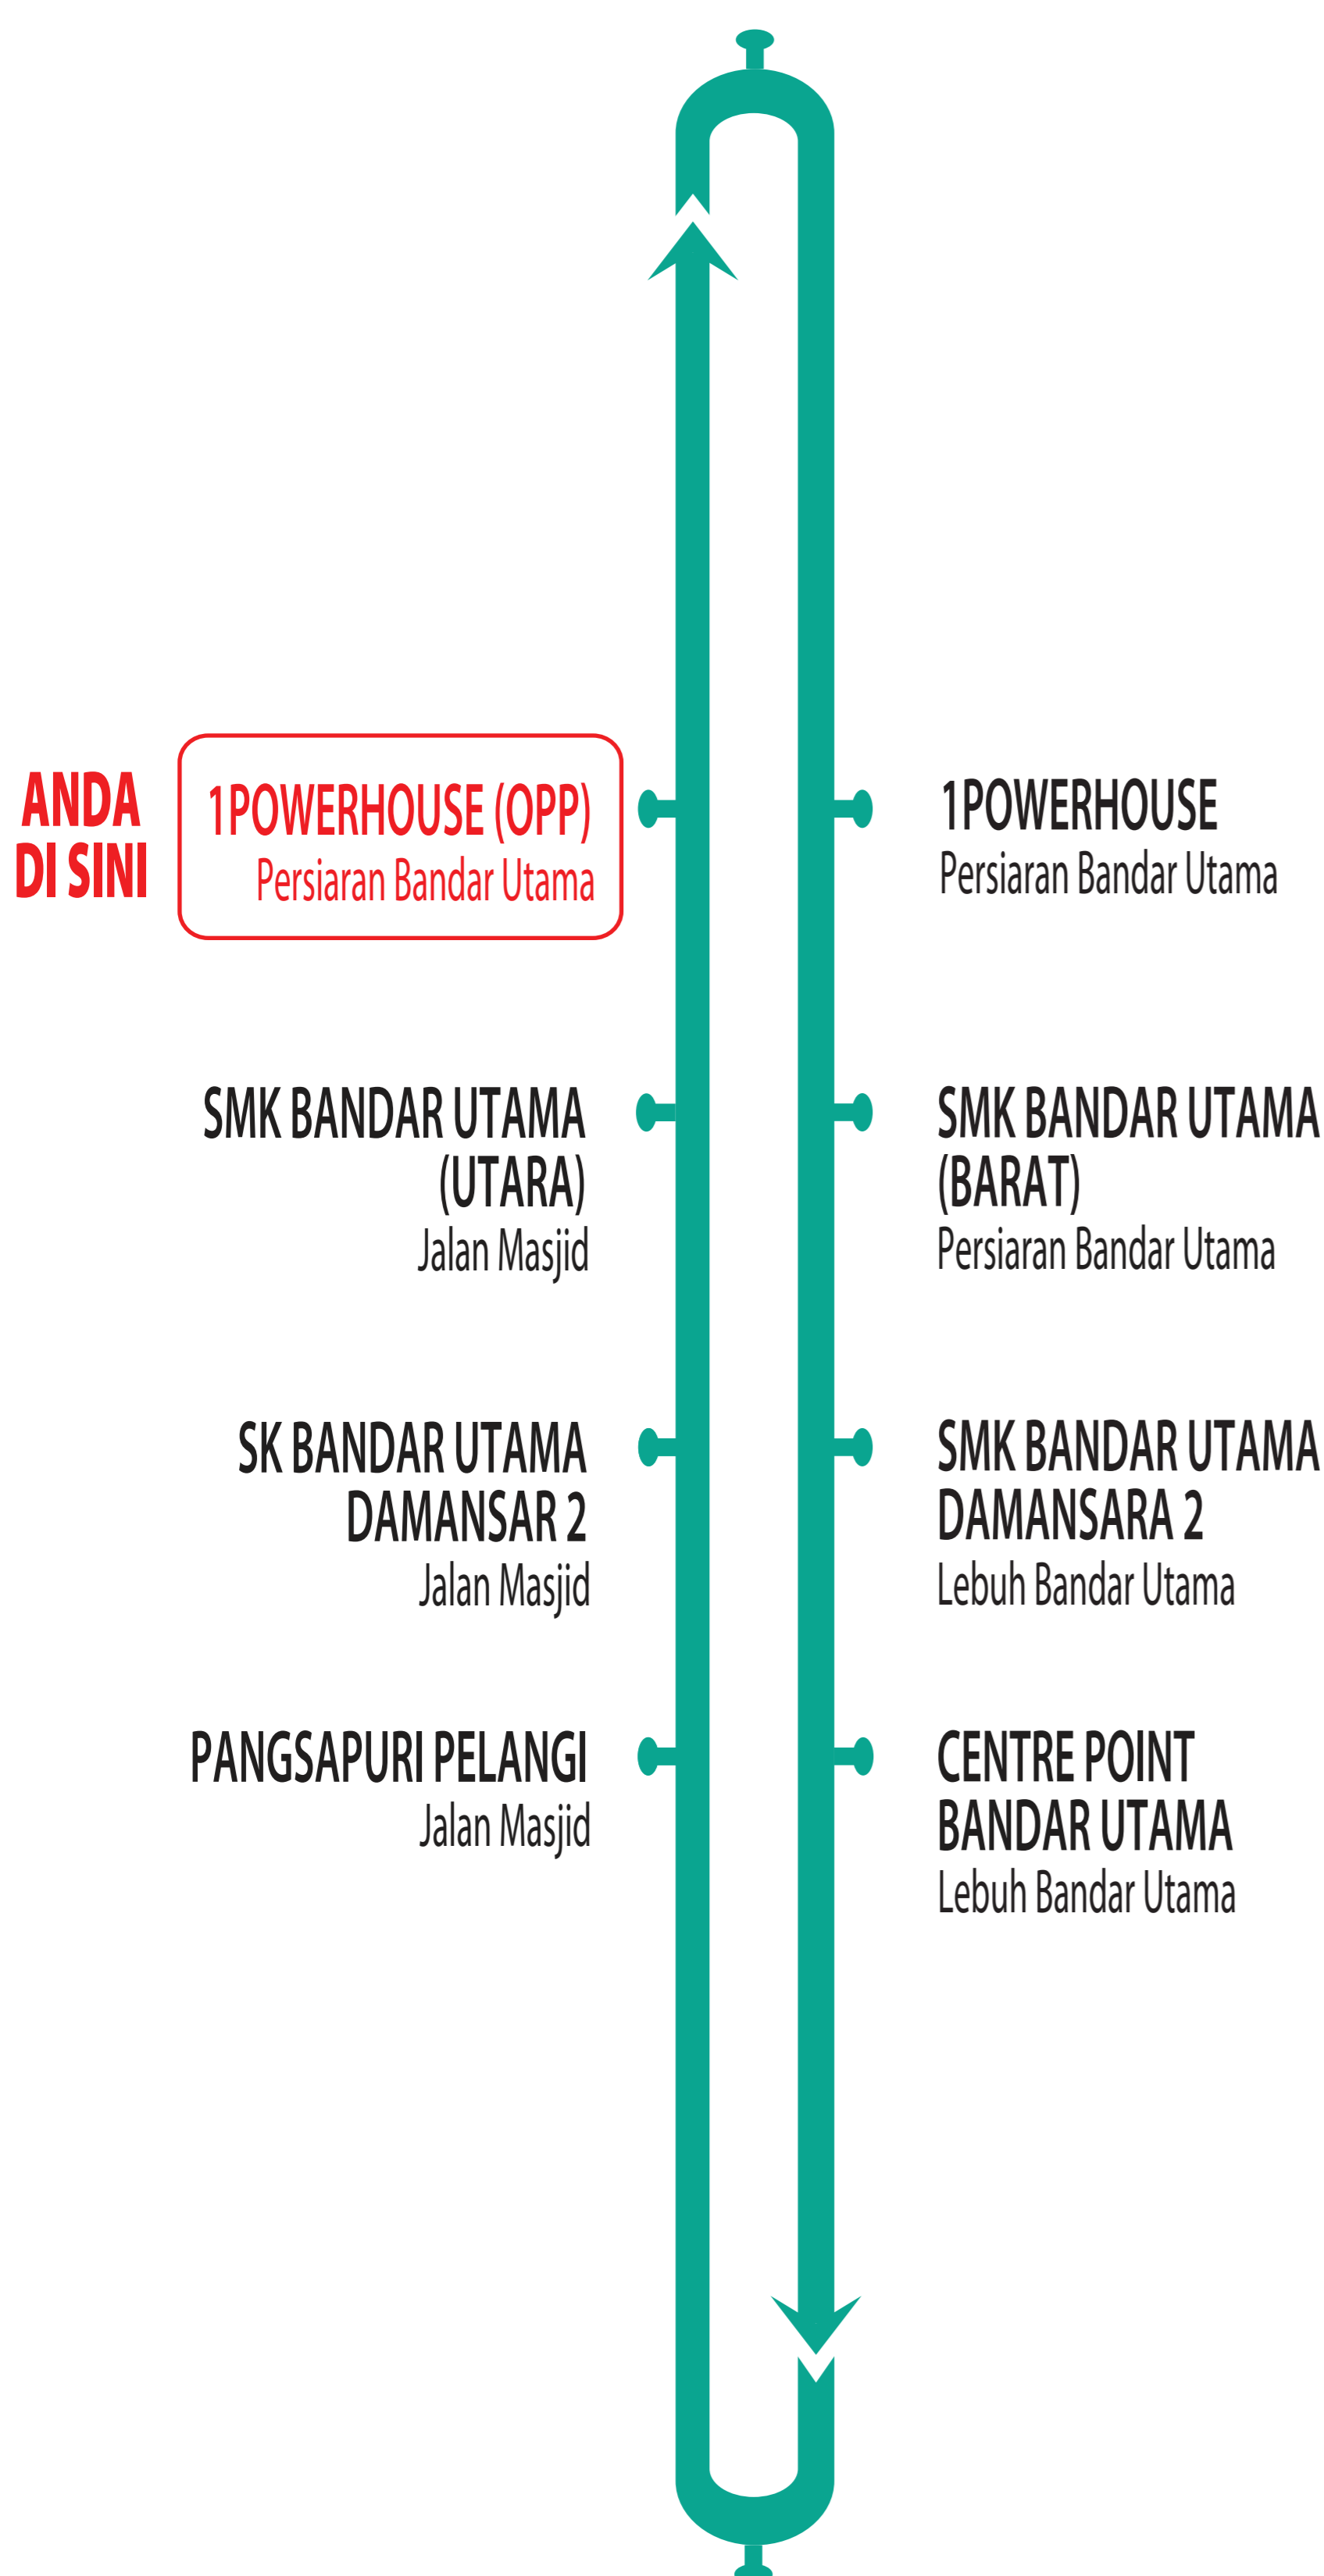 ANDA
DI SINI
1POWERHOUSE (OPP)
Persiaran Bandar Utama
SMK BANDAR UTAMA
(UTARA)
Jalan Masjid
SK BANDAR UTAMA
DAMANSAR 2
Jalan Masjid
PANGSAPURI PELANGI
Jalan Masjid
1POWERHOUSE
Persiaran Bandar Utama
SMK BANDAR UTAMA
(BARAT)
Persiaran Bandar Utama
SMK BANDAR UTAMA
DAMANSARA 2
Lebuh Bandar Utama
CENTRE POINT
BANDAR UTAMA
Lebuh Bandar Utama